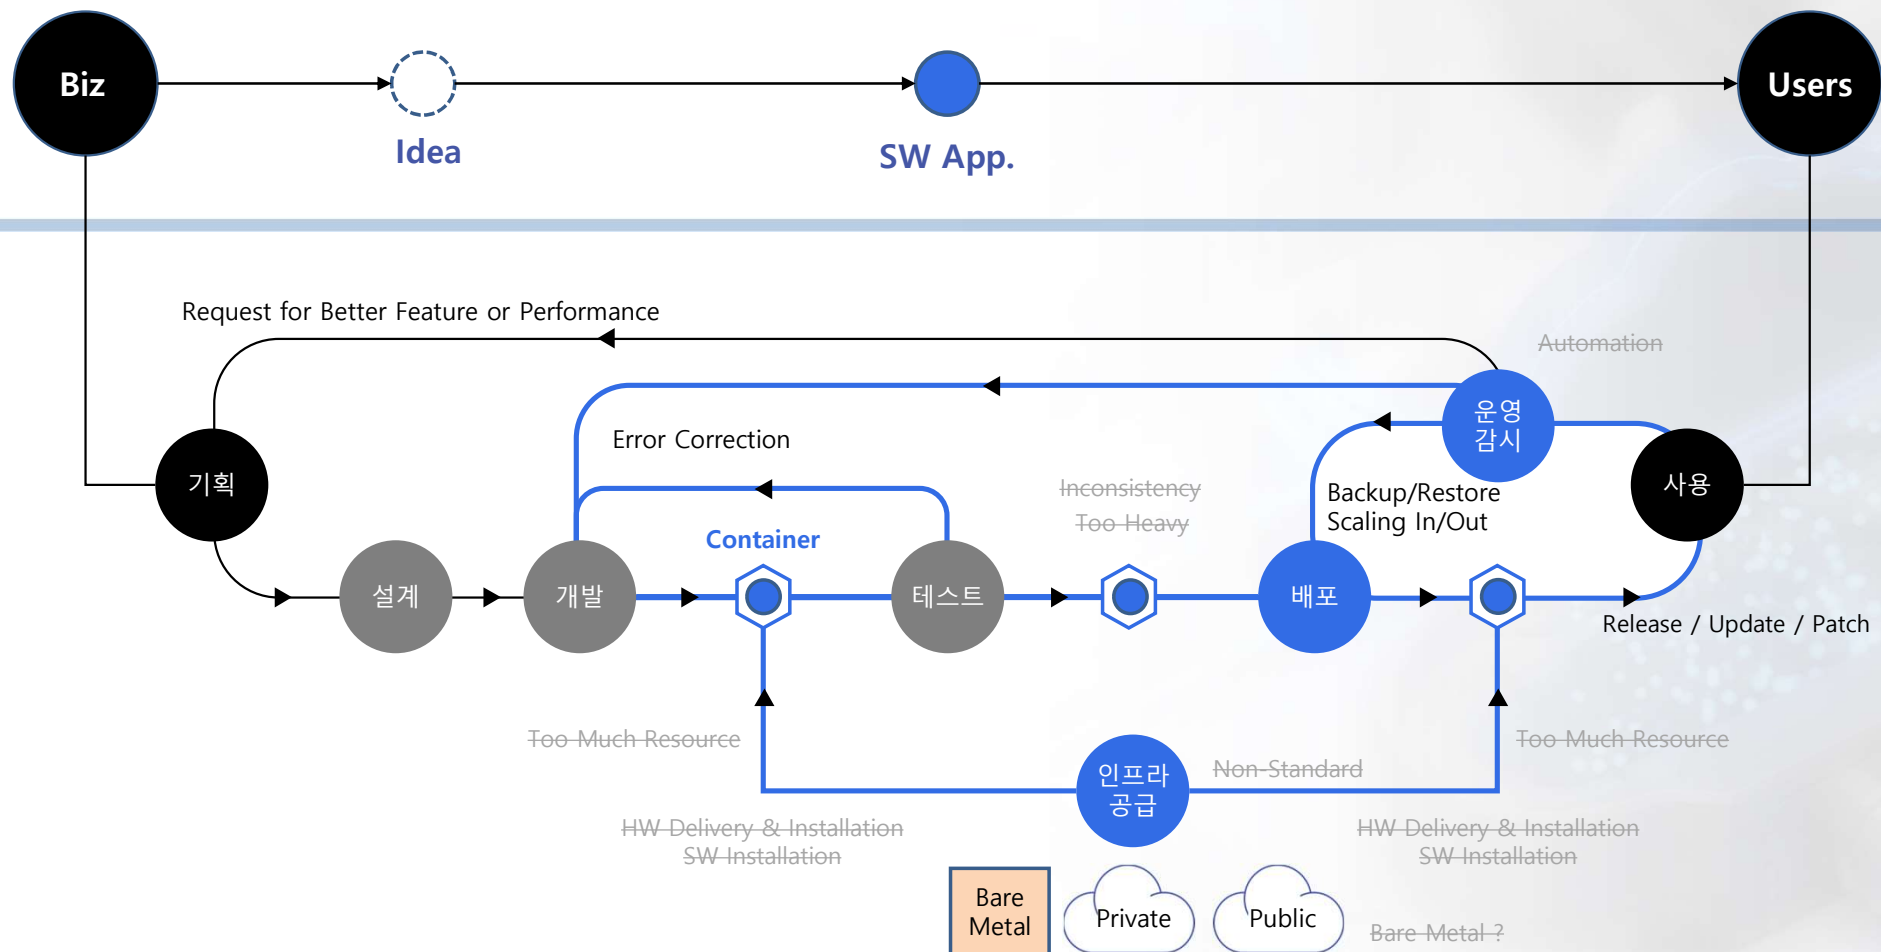 Biz
Users
Idea
SW App.
Request for Better Feature or Performance
Automation
운영
감시
Error Correction
기획
사용
Inconsistency
Too Heavy
Backup/Restore
Scaling In/Out
Container
설계
개발
테스트
배포
Release / Update / Patch
Too Much Resource
Too Much Resource
인프라
공급
Non-Standard
HW Delivery & Installation
SW Installation
HW Delivery & Installation
SW Installation
Bare
Metal
Private
Public
Bare Metal ?